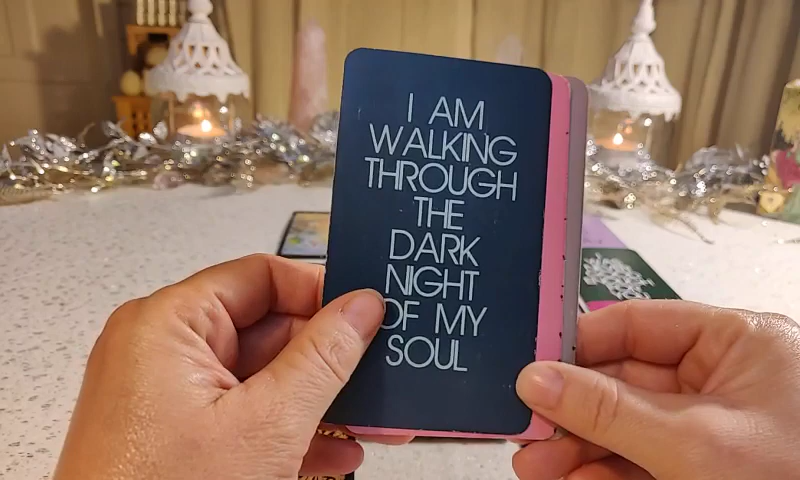 I AM
WALKING
THROUGH
THE
DARK
NIGHT
OF MY
SOUL